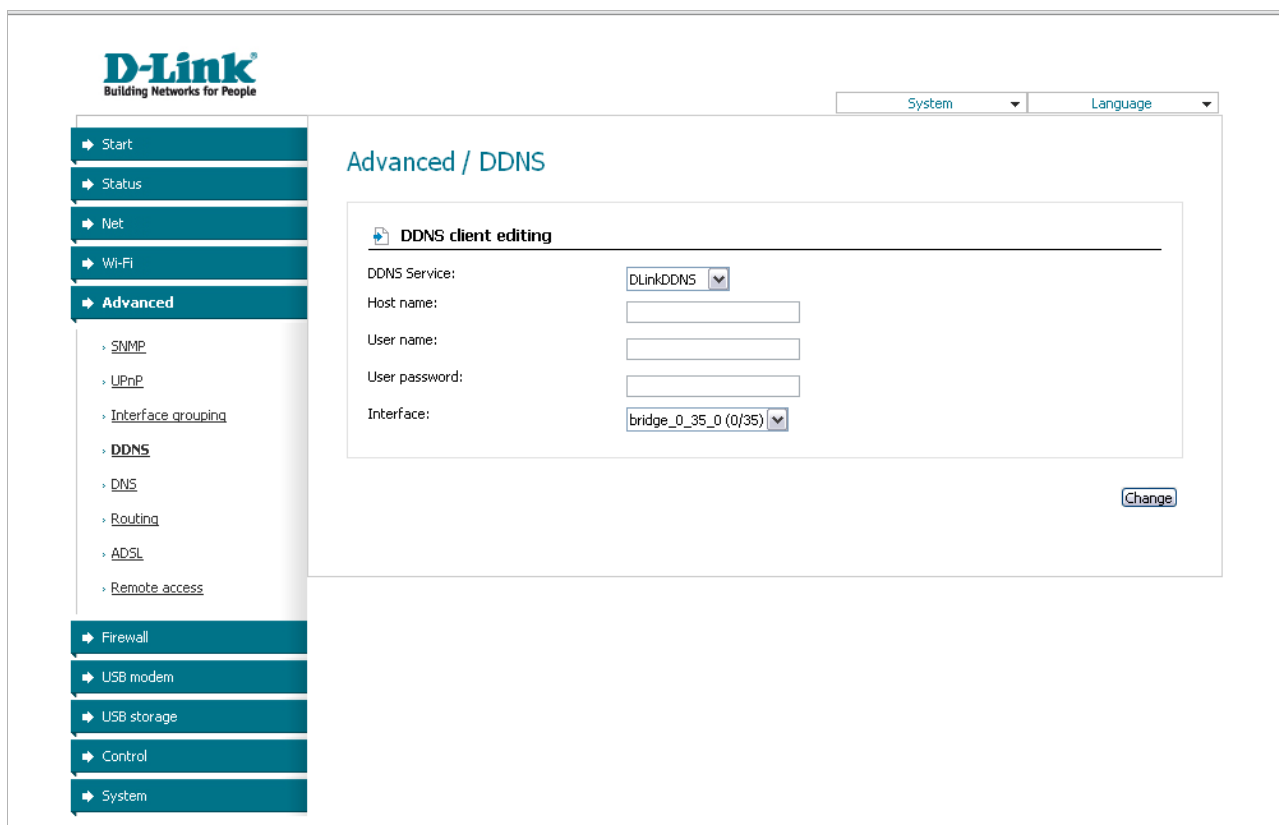 D-Link®
Building Networks for People
System
Language
Start
Status
Net
Wi-Fi
Advanced
SNMP
UPnP
Interface grouping
DDNS
DNS
Routing
ADSL
Remote access
Firewall
USB modem
USB storage
Control
System
Advanced / DDNS
DDNS client editing
DDNS Service:
DLinkDDNS
Host name:
User name:
User password:
Interface:
bridge_0_35_0 (0/35)
Change